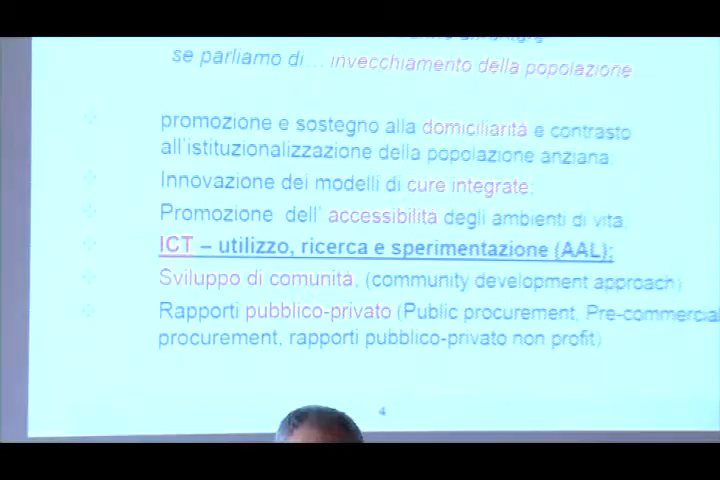 se parliamo di... invecchiamento della popolazione
promozione e sostegno alla domiciliarità e contrasto
all'istituzionalizzazione della popolazione anziana;
Innovazione dei modelli di cure integrate;
Promozione dell' accessibilità degli ambienti di vita;
ICT – utilizzo, ricerca e sperimentazione (AAL);
Sviluppo di comunità, (community development approach)
Rapporti pubblico-privato (Public procurement, Pre-commercial
procurement, rapporti pubblico-privato non profit)
4